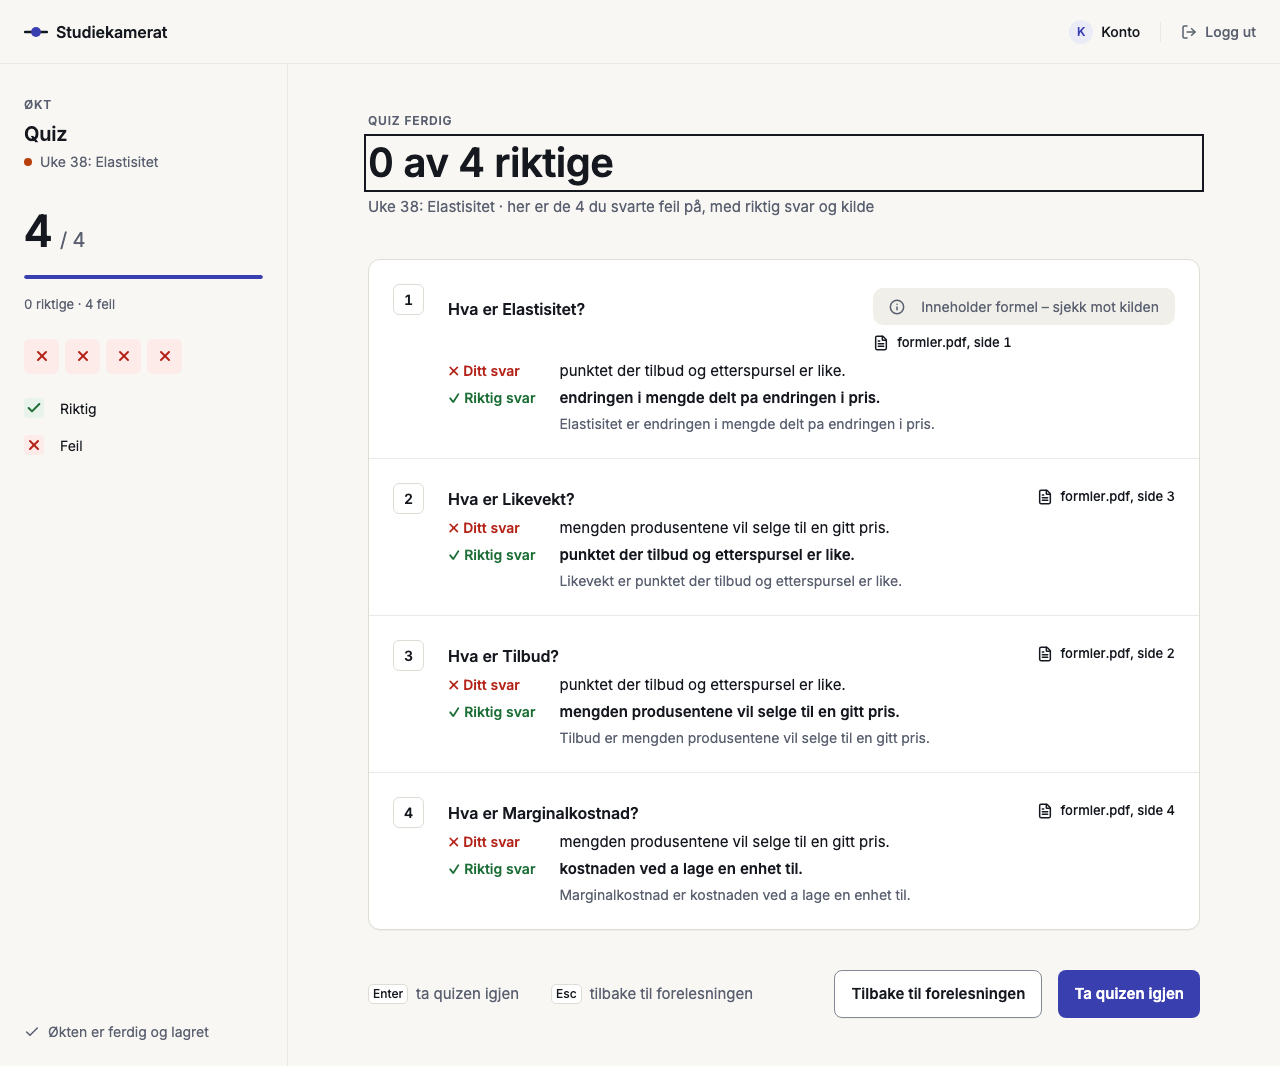 Studiekamerat
K Konto
Logg ut
ØKT
Quiz
Uke 38: Elastisitet
4 / 4
0 riktige · 4 feil
Riktig
Feil
Økten er ferdig og lagret
QUIZ FERDIG
0 av 4 riktige
Uke 38: Elastisitet · her er de 4 du svarte feil på, med riktig svar og kilde
1
Hva er Elastisitet?
Inneholder formel – sjekk mot kilden
formler.pdf, side 1
Ditt svar punktet der tilbud og etterspursel er like.
Riktig svar endringen i mengde delt pa endringen i pris.
Elastisitet er endringen i mengde delt pa endringen i pris.
2
Hva er Likevekt?
formler.pdf, side 3
Ditt svar mengden produsentene vil selge til en gitt pris.
Riktig svar punktet der tilbud og etterspursel er like.
Likevekt er punktet der tilbud og etterspursel er like.
3
Hva er Tilbud?
formler.pdf, side 2
Ditt svar punktet der tilbud og etterspursel er like.
Riktig svar mengden produsentene vil selge til en gitt pris.
Tilbud er mengden produsentene vil selge til en gitt pris.
4
Hva er Marginalkostnad?
formler.pdf, side 4
Ditt svar mengden produsentene vil selge til en gitt pris.
Riktig svar kostnaden ved a lage en enhet til.
Marginalkostnad er kostnaden ved a lage en enhet til.
Enter ta quizen igjen
Esc tilbake til forelesningen
Tilbake til forelesningen
Ta quizen igjen